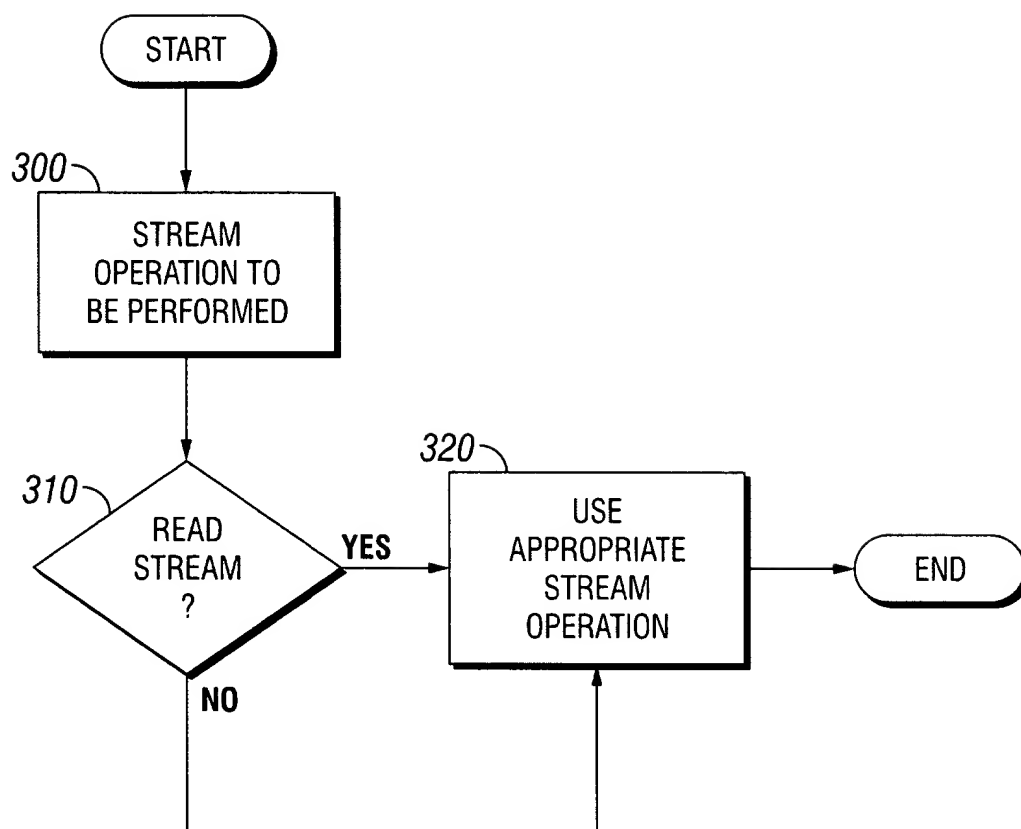 START
300
STREAM
OPERATION TO
BE PERFORMED
310
READ
STREAM
?
YES
NO
320
USE
APPROPRIATE
STREAM
OPERATION
END